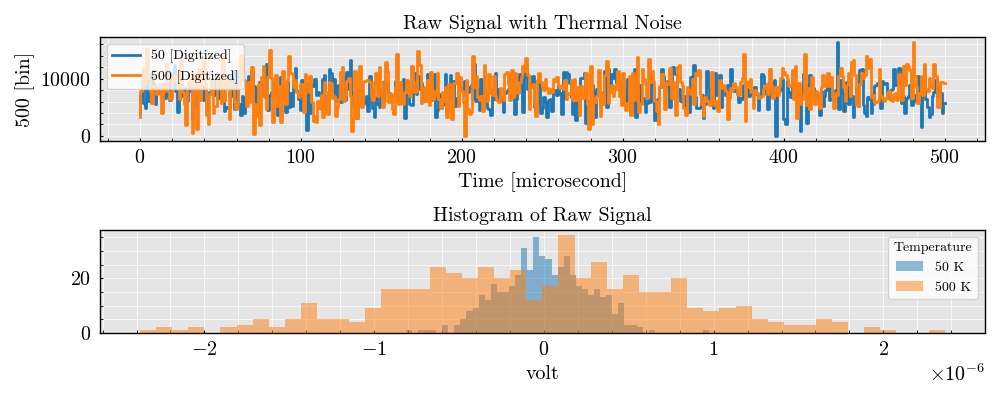 Raw Signal with Thermal Noise
50 [Digitized]
500 [Digitized]
500 [bin]
10000
0
0 100 200 300 400 500
Time [microsecond]
Histogram of Raw Signal
Temperature
50 K
500 K
20
0
−2 −1 0 1 2
volt
×10⁻⁶